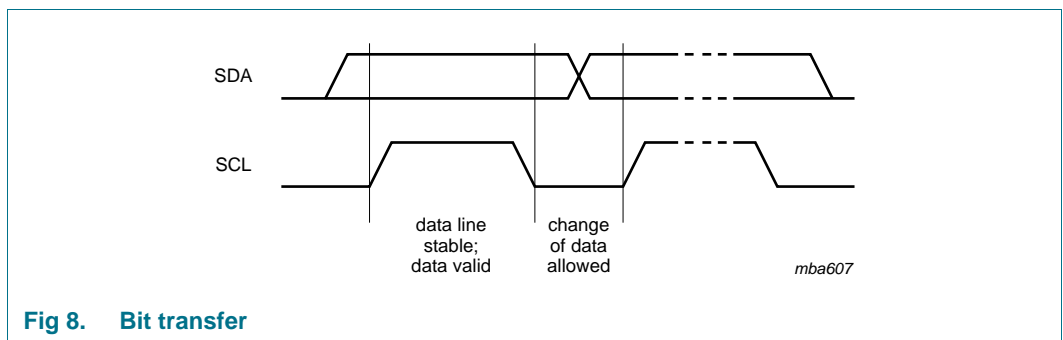 SDA
SCL
data line
stable;
data valid
change
of data
allowed
mba607
Fig 8. Bit transfer